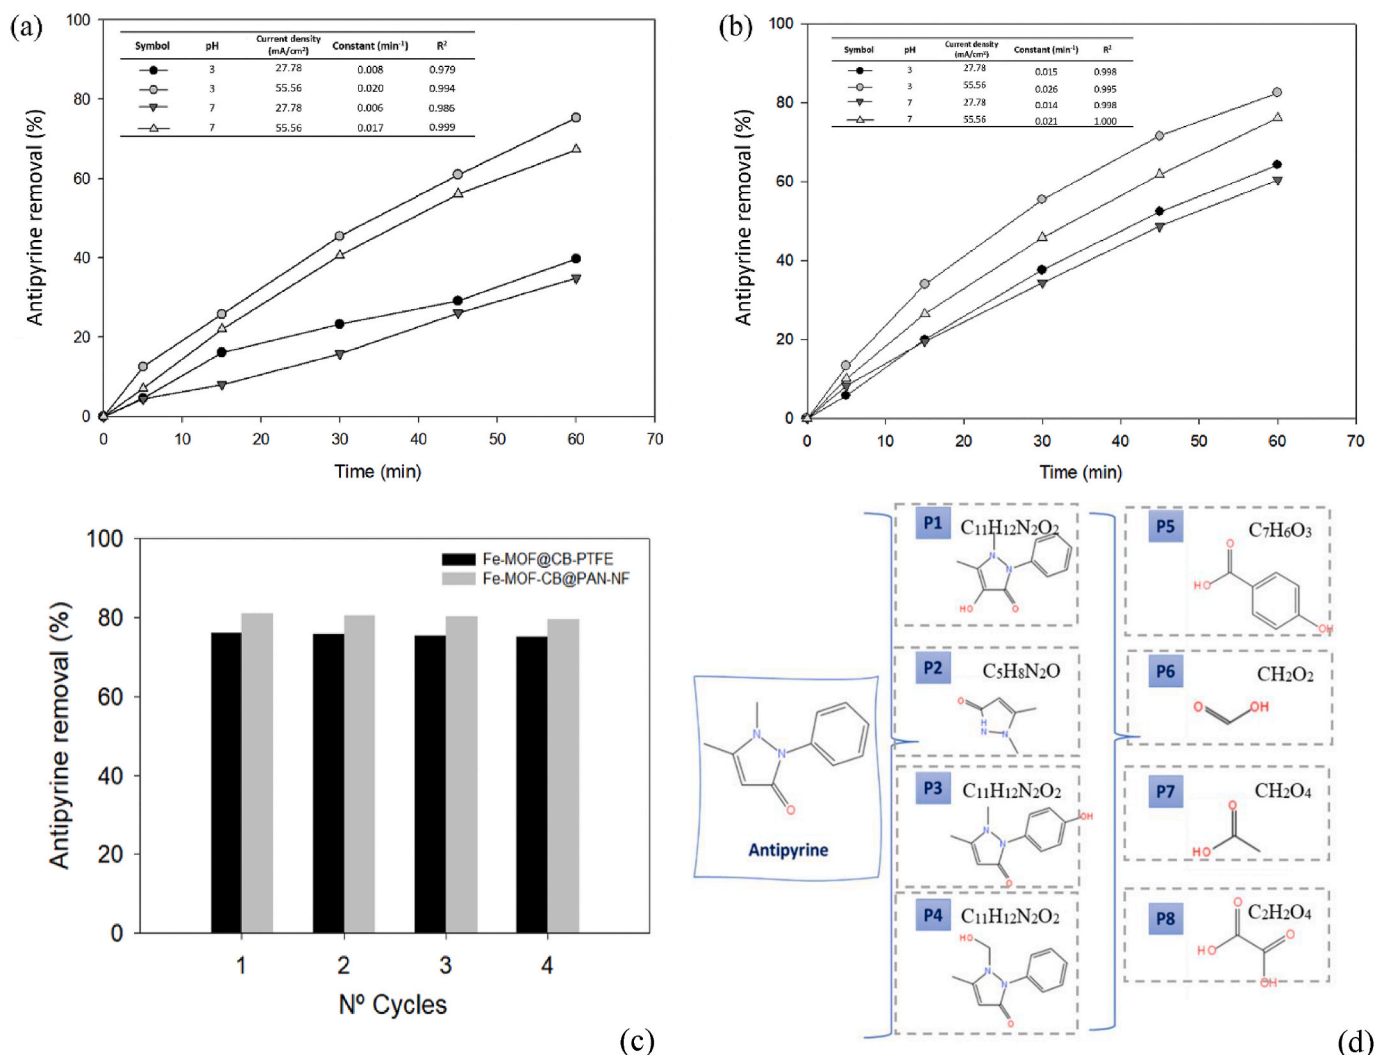 (a)
100
80
60
40
20
0
Antipyrine removal (%)
Symbol pH Current density (mA/cm²) Constant (min⁻¹) R²
3 27.78 0.008 0.979
3 55.56 0.020 0.994
7 27.78 0.006 0.986
7 55.56 0.017 0.999
0 10 20 30 40 50 60 70
Time (min)
(b)
100
80
60
40
20
0
Antipyrine removal (%)
Symbol pH Current density (mA/cm²) Constant (min⁻¹) R²
3 27.78 0.015 0.998
3 55.56 0.026 0.995
7 27.78 0.014 0.998
7 55.56 0.021 1.000
0 10 20 30 40 50 60 70
Time (min)
100
80
60
40
20
0
Antipyrine removal (%)
Fe-MOF@CB-PTFE
Fe-MOF-CB@PAN-NF
1 2 3 4
Nº Cycles
(c)
N
N
O
Antipyrine
P1 C₁₁H₁₂N₂O₂
N
N
HO
O
P2 C₅H₈N₂O
O
H
N
N
P3 C₁₁H₁₂N₂O₂
OH
N
N
O
P4 C₁₁H₁₂N₂O₂
HO
N
N
O
P5 C₇H₆O₃
O
HO
OH
P6 CH₂O₂
O
OH
P7 CH₂O₄
O
HO
P8 C₂H₂O₄
O
O
HO
OH
(d)